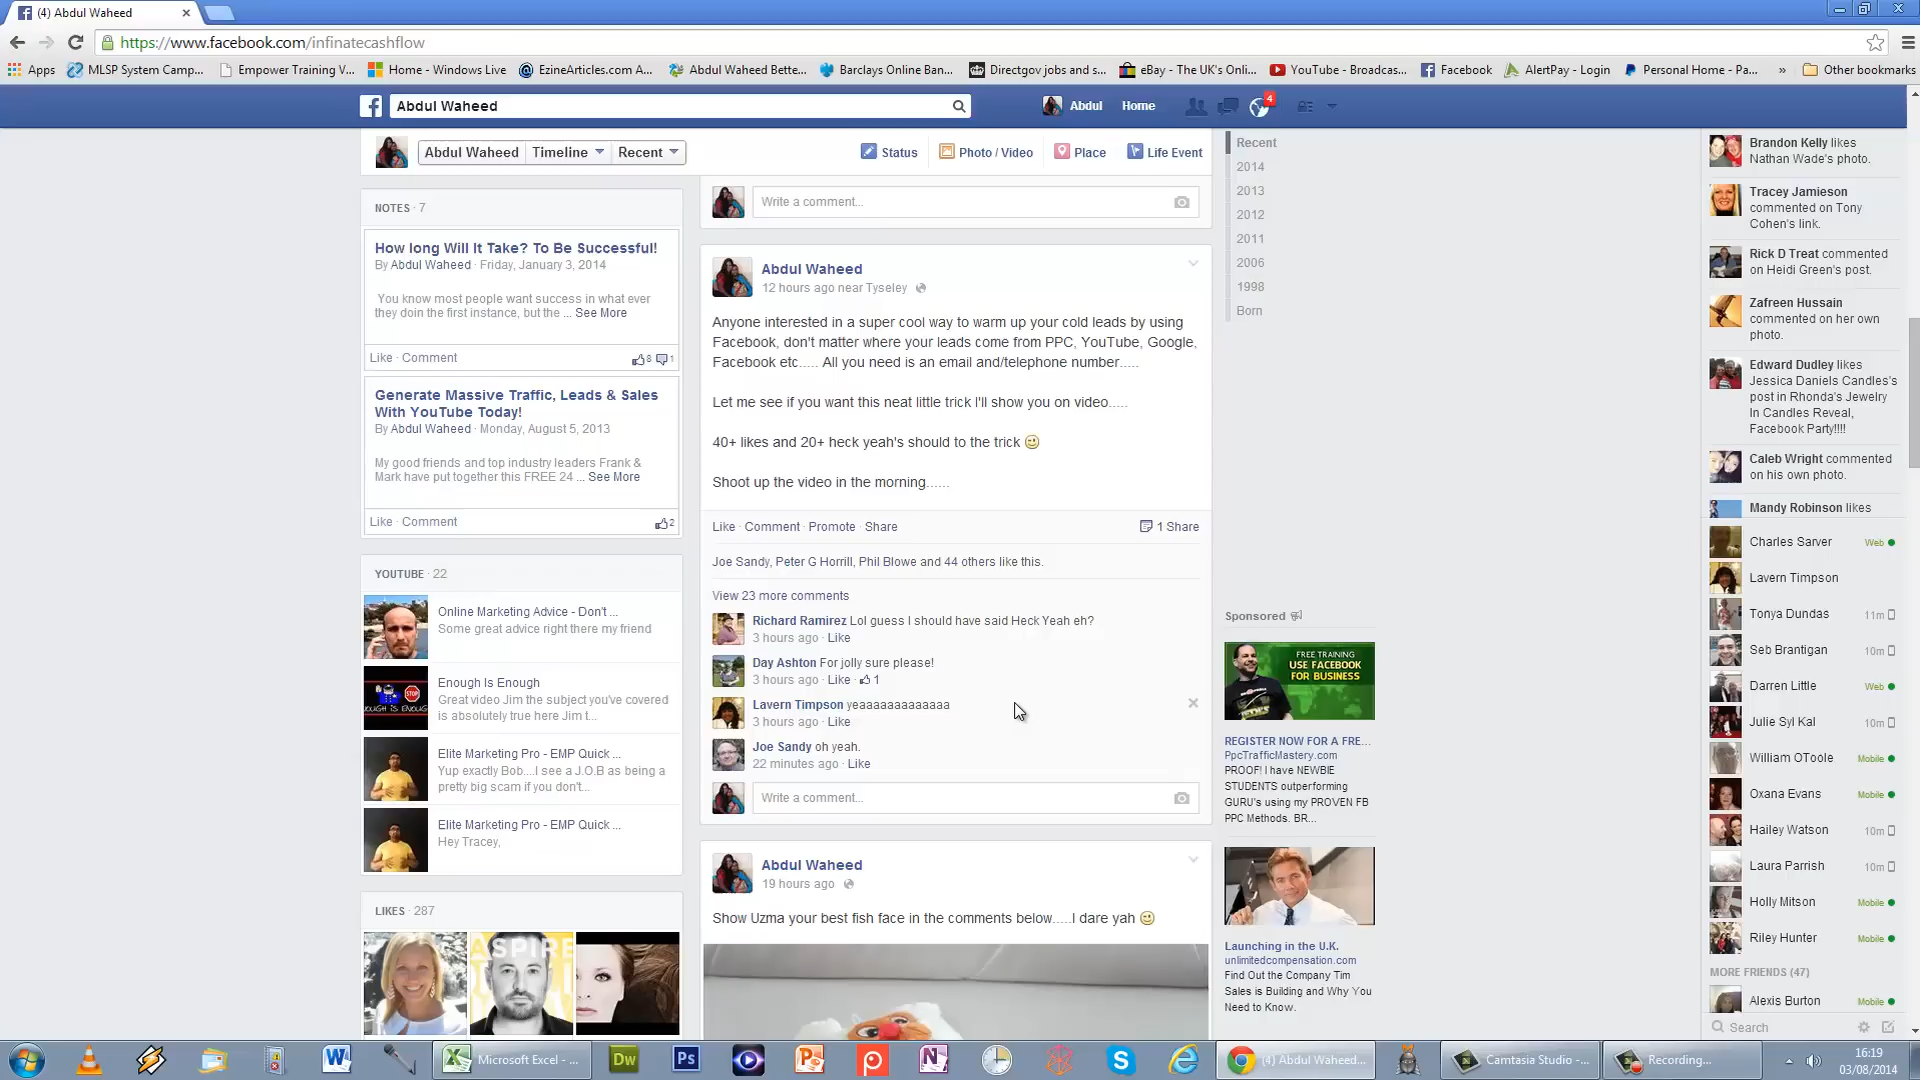 (4) Abdul Waheed
https://www.facebook.com/infinatecashflow
Apps
MLSP System Camp...
Empower Training V...
Home - Windows Live
EzineArticles.com A...
Abdul Waheed Bette...
Barclays Online Ban...
Directgov jobs and s...
eBay - The UK's Onli...
YouTube - Broadcas...
Facebook
AlertPay - Login
Personal Home - Pa...
»
Other bookmarks
Abdul Waheed
Abdul
Home
4
Abdul Waheed
Timeline
Recent
Status
Photo / Video
Place
Life Event
NOTES · 7
How long Will It Take? To Be Successful!
By Abdul Waheed · Friday, January 3, 2014
You know most people want success in what ever
they doin the first instance, but the ... See More
Like · Comment
8 1
Generate Massive Traffic, Leads & Sales
With YouTube Today!
By Abdul Waheed · Monday, August 5, 2013
My good friends and top industry leaders Frank &
Mark have put together this FREE 24 ... See More
Like · Comment
2
YOUTUBE · 22
Online Marketing Advice - Don't ...
Some great advice right there my friend
Enough Is Enough
Great video Jim the subject you've covered
is absolutely true here Jim t...
STOP
Elite Marketing Pro - EMP Quick ...
Yup exactly Bob....I see a J.O.B as being a
pretty big scam if you don't...
Elite Marketing Pro - EMP Quick ...
Hey Tracey,
LIKES · 287
ASPIRE
Write a comment...
Abdul Waheed
12 hours ago near Tyseley
Anyone interested in a super cool way to warm up your cold leads by using
Facebook, don't matter where your leads come from PPC, YouTube, Google,
Facebook etc..... All you need is an email and/telephone number.....
Let me see if you want this neat little trick I'll show you on video.....
40+ likes and 20+ heck yeah's should to the trick
Shoot up the video in the morning......
Like · Comment · Promote · Share
1 Share
Joe Sandy, Peter G Horrill, Phil Blowe and 44 others like this.
View 23 more comments
Richard Ramirez Lol guess I should have said Heck Yeah eh?
3 hours ago · Like
Day Ashton For jolly sure please!
3 hours ago · Like · 1
Lavern Timpson yeaaaaaaaaaaaaa
3 hours ago · Like
Joe Sandy oh yeah.
22 minutes ago · Like
Write a comment...
Abdul Waheed
19 hours ago
Show Uzma your best fish face in the comments below.....I dare yah
Recent
2014
2013
2012
2011
2006
1998
Born
Sponsored
FREE TRAINING
USE FACEBOOK
FOR BUSINESS
REGISTER NOW FOR A FRE...
PpcTrafficMastery.com
PROOF! I have NEWBIE
STUDENTS outperforming
GURU's using my PROVEN FB
PPC Methods. BR...
Launching in the U.K.
unlimitedcompensation.com
Find Out the Company Tim
Sales is Building and Why You
Need to Know.
Brandon Kelly likes
Nathan Wade's photo.
Tracey Jamieson
commented on Tony
Cohen's link.
Rick D Treat commented
on Heidi Green's post.
Zafreen Hussain
commented on her own
photo.
Edward Dudley likes
Jessica Daniels Candles's
post in Rhonda's Jewelry
In Candles Reveal,
Facebook Party!!!!
Caleb Wright commented
on his own photo.
Mandy Robinson likes
Charles Sarver Web
Lavern Timpson
Tonya Dundas 11m
Seb Brantigan 10m
Darren Little Web
Julie Syl Kal 10m
William OToole Mobile
Oxana Evans Mobile
Hailey Watson 10m
Laura Parrish 10m
Holly Mitson Mobile
Riley Hunter Mobile
MORE FRIENDS (47)
Alexis Burton Mobile
Search
Microsoft Excel - ...
Dw
Ps
(4) Abdul Waheed...
Camtasia Studio -...
Recording...
16:19
03/08/2014